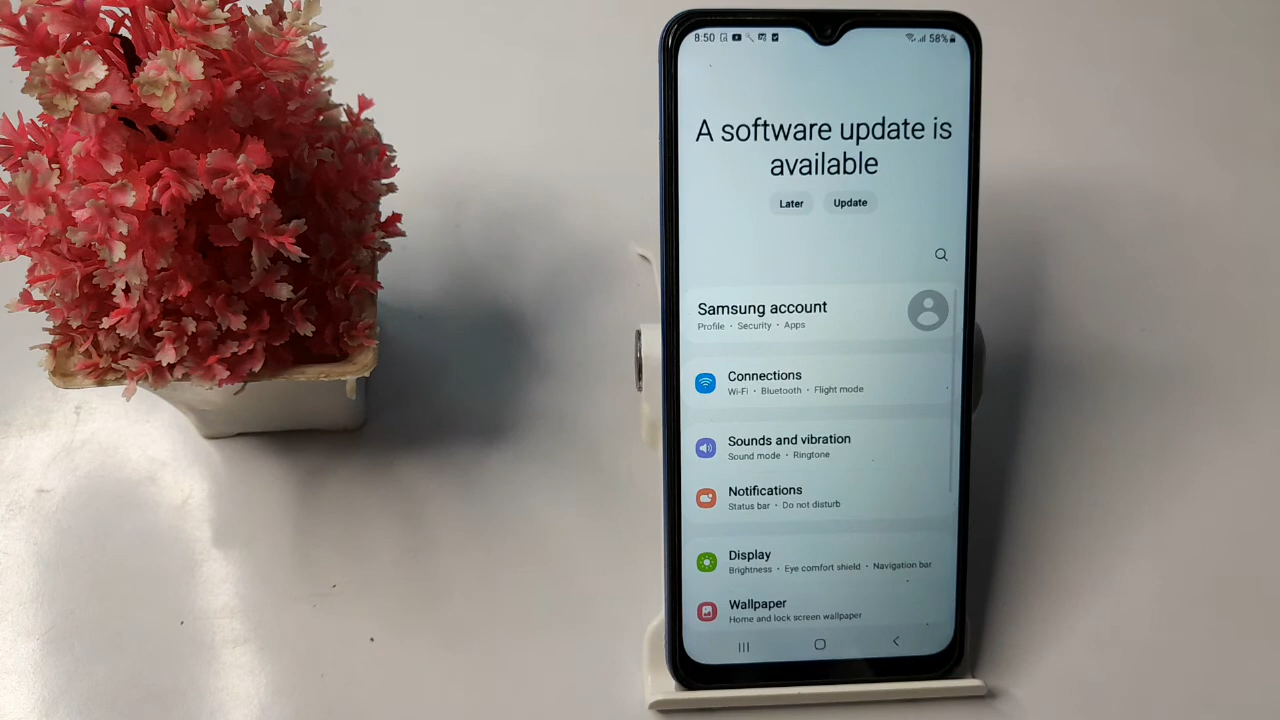 8:50 58%
A software update is
available
Later Update
Samsung account
Profile • Security • Apps
Connections
Wi-Fi • Bluetooth • Flight mode
Sounds and vibration
Sound mode • Ringtone
Notifications
Status bar • Do not disturb
Display
Brightness • Eye comfort shield • Navigation bar
Wallpaper
Home and lock screen wallpaper